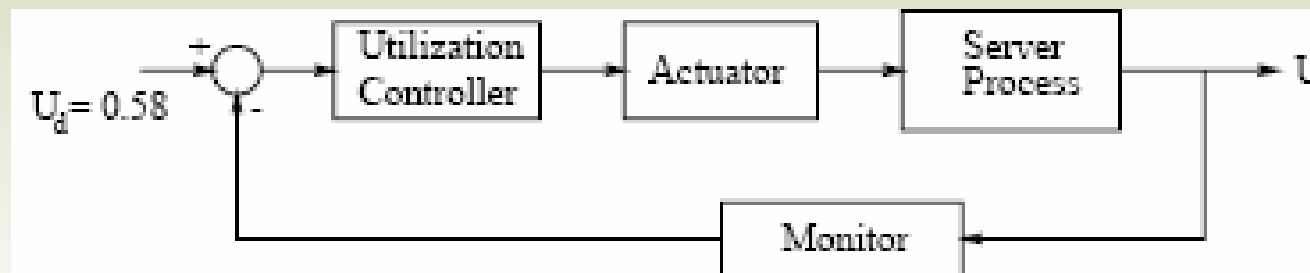 +
-
U_d = 0.58
Utilization
Controller
Actuator
Server
Process
U
Monitor